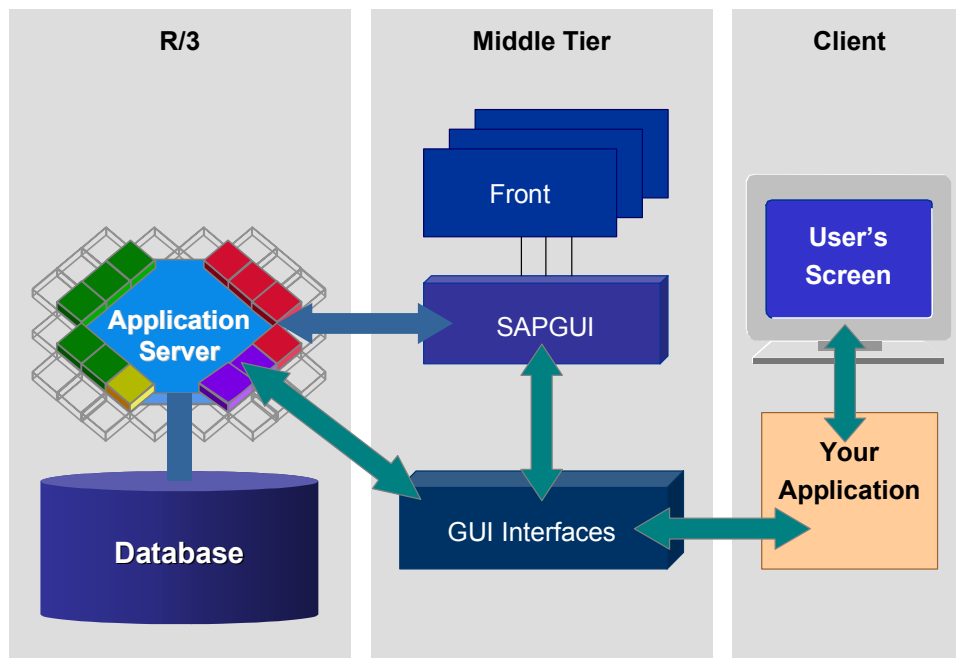 R/3
Middle Tier
Client
Front
User's
Screen
Application
Server
SAPGUI
Your
Application
GUI Interfaces
Database